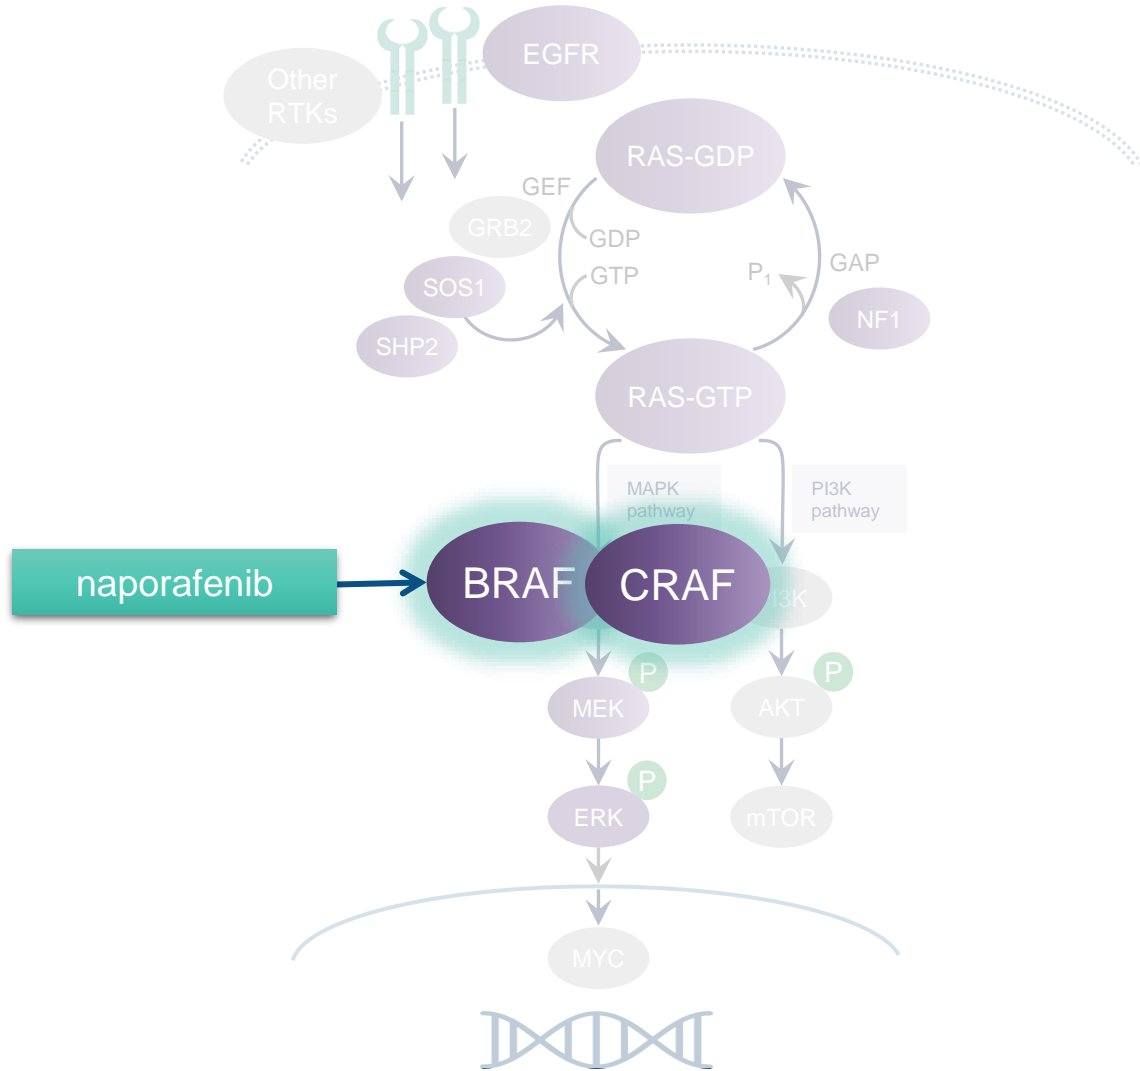 EGFR
Other
RTKs
RAS-GDP
GEF
GRB2
GDP
GTP
P1
GAP
SOS1
NF1
SHP2
RAS-GTP
MAPK
pathway
PI3K
pathway
naporafenib
BRAF
CRAF
PI3K
P
P
MEK
AKT
P
ERK
mTOR
MYC